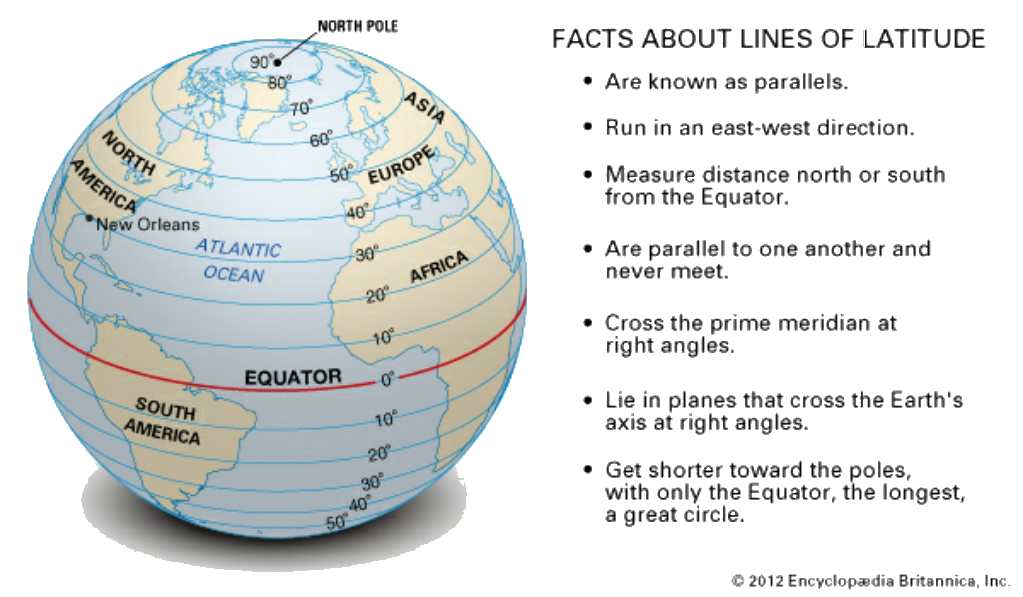 NORTH POLE
90°
80°
70°
60°
50°
40°
30°
20°
10°
0°
10°
20°
30°
40°
50°
ASIA
NORTH
AMERICA
EUROPE
New Orleans
ATLANTIC
OCEAN
AFRICA
EQUATOR
SOUTH
AMERICA
FACTS ABOUT LINES OF LATITUDE
• Are known as parallels.
• Run in an east-west direction.
• Measure distance north or south
from the Equator.
• Are parallel to one another and
never meet.
• Cross the prime meridian at
right angles.
• Lie in planes that cross the Earth's
axis at right angles.
• Get shorter toward the poles,
with only the Equator, the longest,
a great circle.
© 2012 Encyclopædia Britannica, Inc.